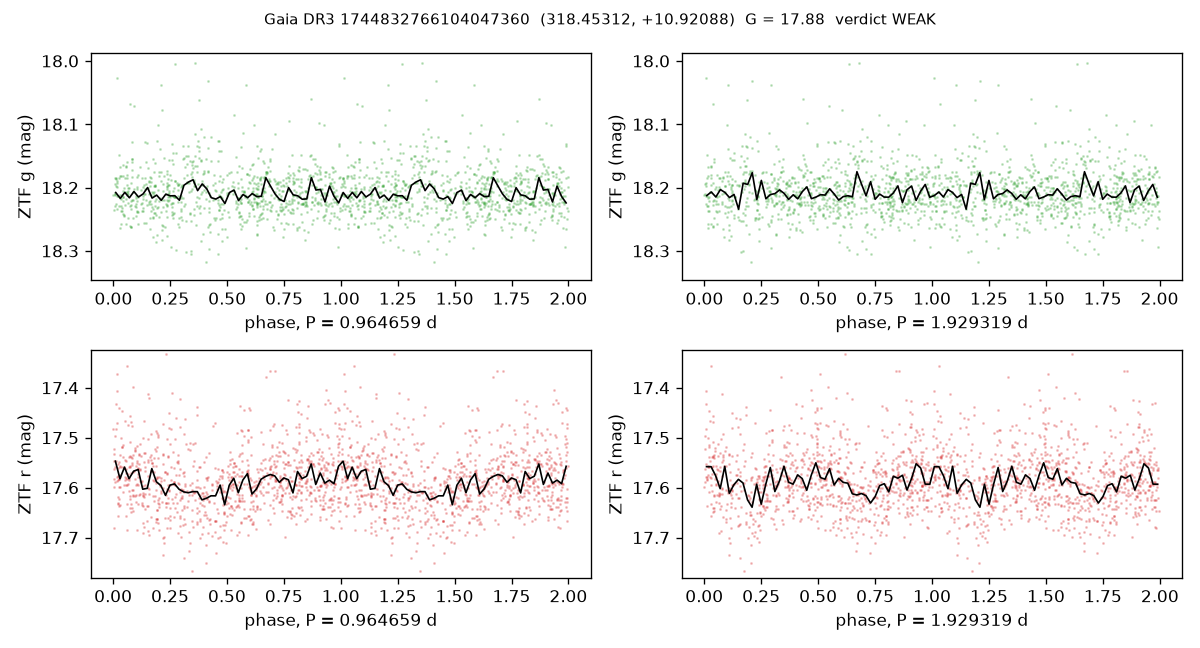 Gaia DR3 1744832766104047360  (318.45312, +10.92088)  G = 17.88  verdict WEAK
ZTF g (mag)
18.0
18.1
18.2
18.3
0.00 0.25 0.50 0.75 1.00 1.25 1.50 1.75 2.00
phase, P = 0.964659 d
ZTF g (mag)
18.0
18.1
18.2
18.3
0.00 0.25 0.50 0.75 1.00 1.25 1.50 1.75 2.00
phase, P = 1.929319 d
ZTF r (mag)
17.4
17.5
17.6
17.7
0.00 0.25 0.50 0.75 1.00 1.25 1.50 1.75 2.00
phase, P = 0.964659 d
ZTF r (mag)
17.4
17.5
17.6
17.7
0.00 0.25 0.50 0.75 1.00 1.25 1.50 1.75 2.00
phase, P = 1.929319 d